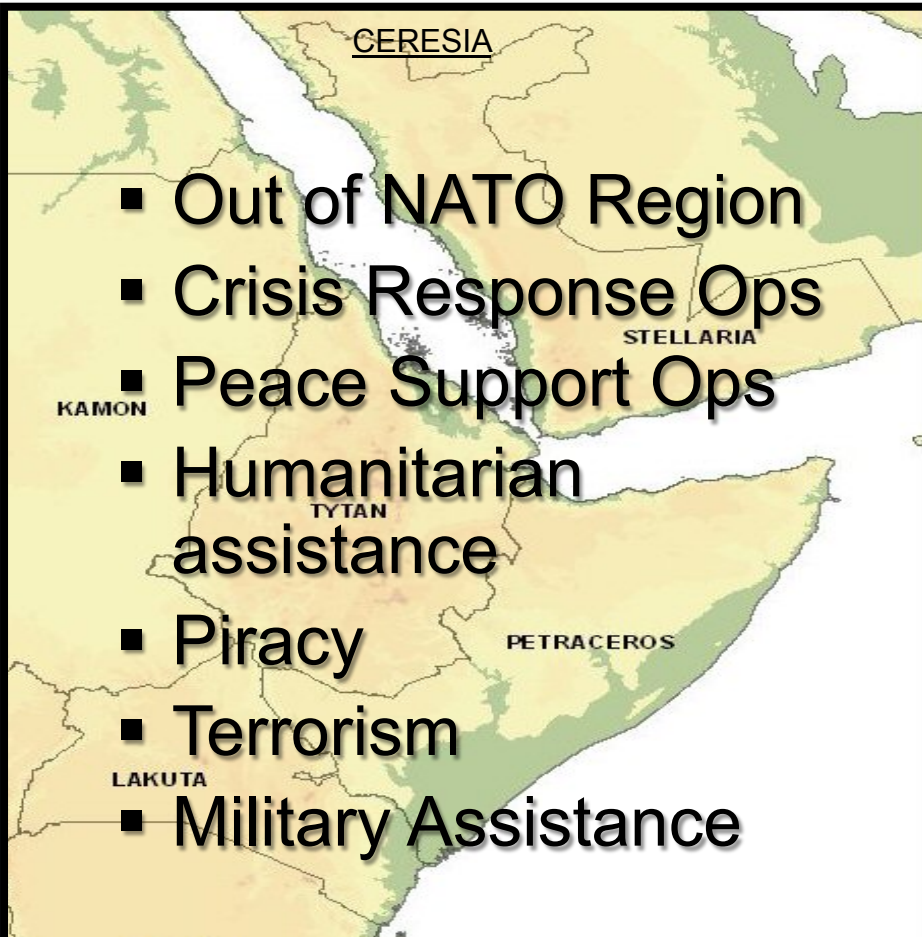 CERESIA
▪ Out of NATO Region
▪ Crisis Response Ops
STELLARIA
▪ Peace Support Ops
KAMON
▪ Humanitarian
TYTAN
assistance
▪ Piracy
PETRACEROS
▪ Terrorism
LAKUTA
▪ Military Assistance